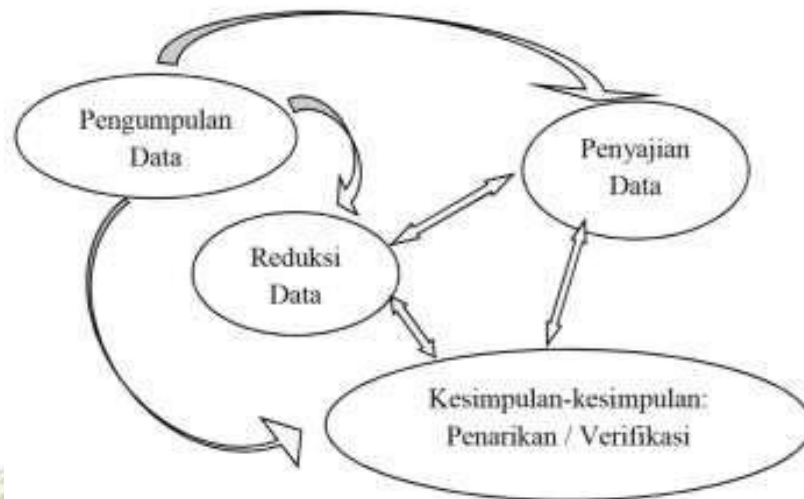 Pengumpulan
Data
Penyajian
Data
Reduksi
Data
Kesimpulan-kesimpulan:
Penarikan / Verifikasi